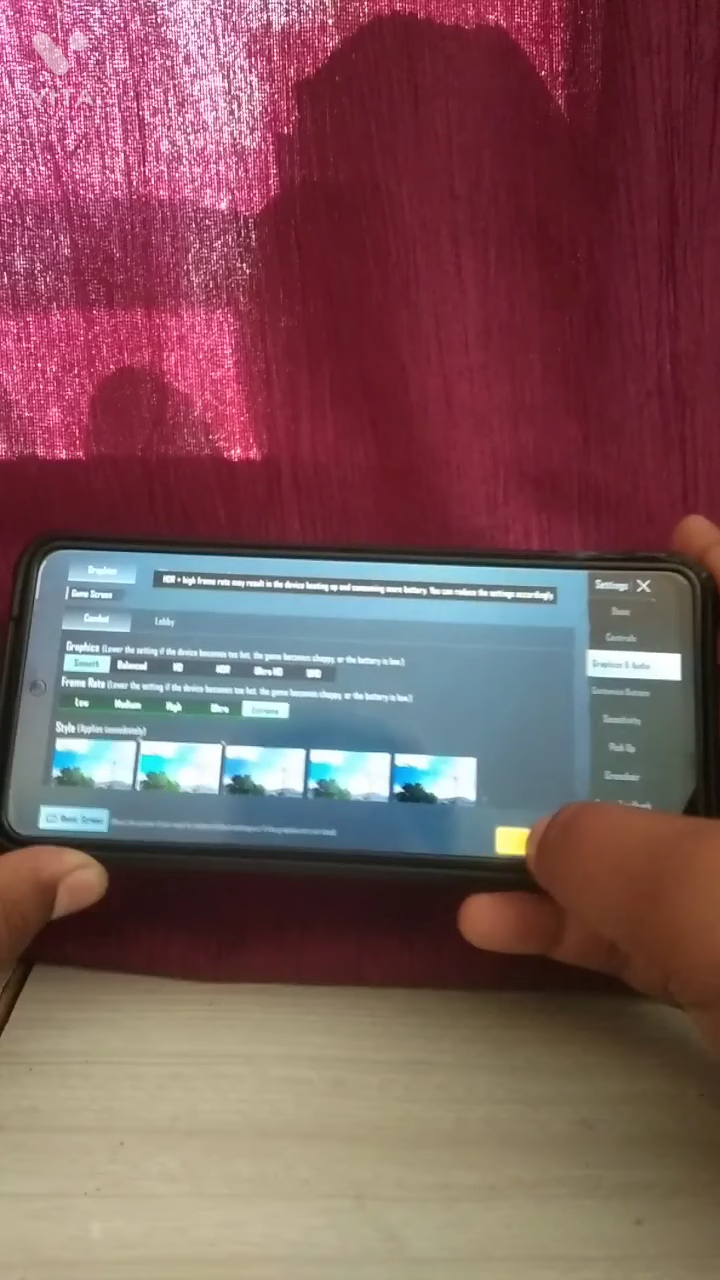 VITA
Graphics
HDR + high frame rate may result in the device heating up and consuming more battery. You can reduce the settings accordingly
Settings X
Game Screen
Basic
Combat Lobby
Controls
Graphics (Lower the setting if the device becomes too hot, the game becomes choppy, or the battery is low.)
Smooth Balanced HD HDR Ultra HD UHD
Graphics & Audio
Frame Rate (Lower the setting if the device becomes too hot, the game becomes choppy, or the battery is low.)
Low Medium High Ultra Extreme
Sensitivity
Style (Applies immediately)
Pick Up
Crosshair